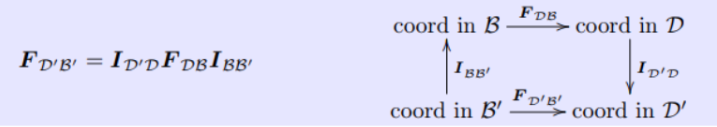 F_{D'B'} = I_{D'D} F_{DB} I_{BB'}
coord in ℬ F_{𝒟ℬ} coord in 𝒟
I_{BB'} I_{D'D}
coord in ℬ′ F_{𝒟′ℬ′} coord in 𝒟′